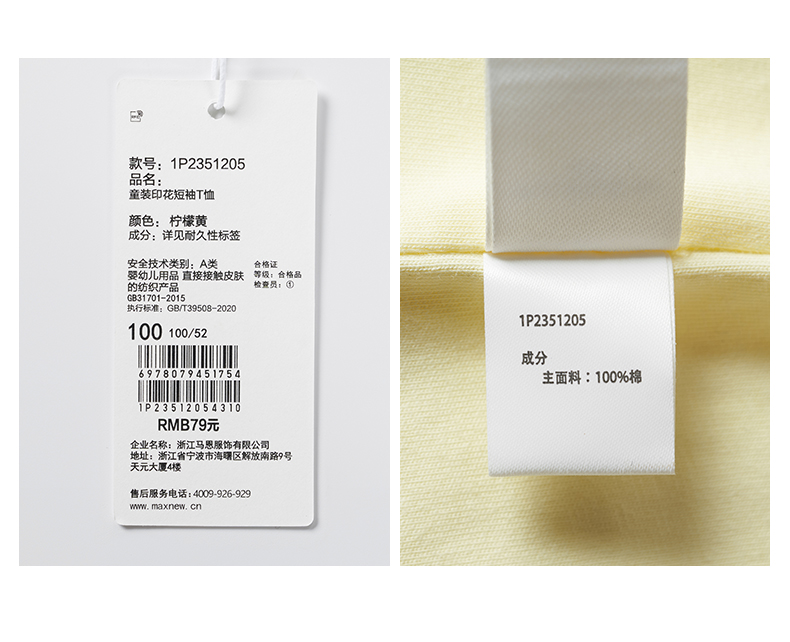 款号：1P2351205
品名：
童装印花短袖T恤
颜色：柠檬黄
成分：详见耐久性标签
安全技术类别：A类
婴幼儿用品 直接接触皮肤
的纺织产品
GB31701-2015
执行标准：GB/T39508-2020
合格证
等级：合格品
检查员：①
100 100/52
6978079451754
1P23512054310
RMB79元
企业名称：浙江马恩服饰有限公司
地址：浙江省宁波市海曙区解放南路9号
天元大厦4楼
售后服务电话：4009-926-929
www.maxnew.cn
1P2351205
成分
主面料：100%棉